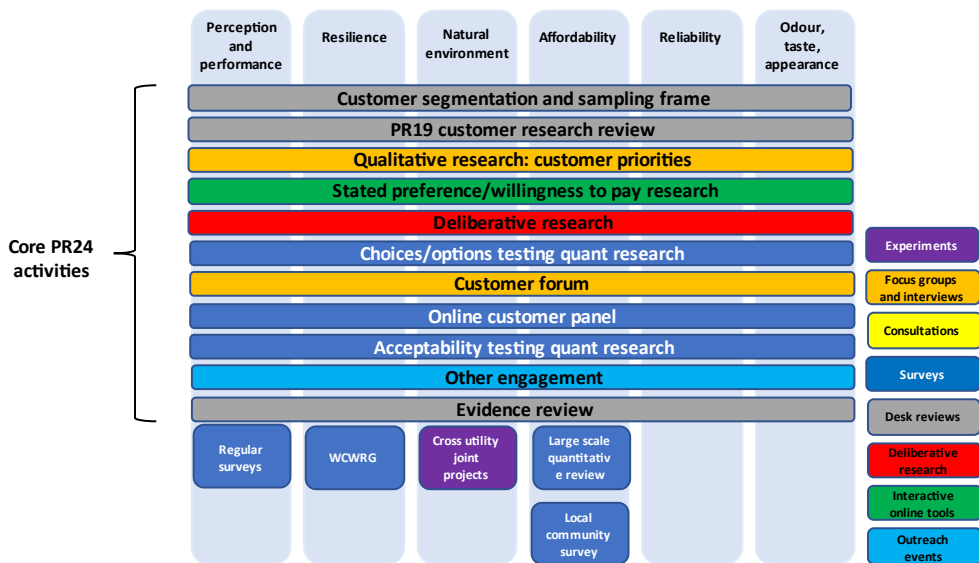 Perception
and
performance
Resilience
Natural
environment
Affordability
Reliability
Odour,
taste,
appearance
Core PR24
activities
Customer segmentation and sampling frame
PR19 customer research review
Qualitative research: customer priorities
Stated preference/willingness to pay research
Deliberative research
Choices/options testing quant research
Customer forum
Online customer panel
Acceptability testing quant research
Other engagement
Evidence review
Regular
surveys
WCWRG
Cross utility
joint
projects
Large scale
quantitativ
e review
Local
community
survey
Experiments
Focus groups
and interviews
Consultations
Surveys
Desk reviews
Deliberative
research
Interactive
online tools
Outreach
events